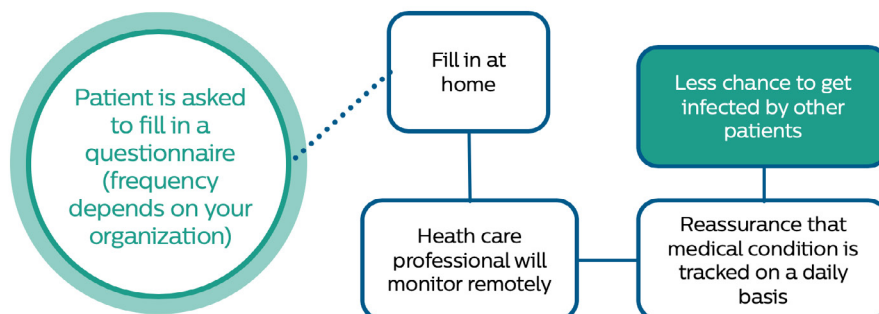 Patient is asked
to fill in a
questionnaire
(frequency
depends on your
organization)
Fill in at
home
Heath care
professional will
monitor remotely
Reassurance that
medical condition is
tracked on a daily
basis
Less chance to get
infected by other
patients